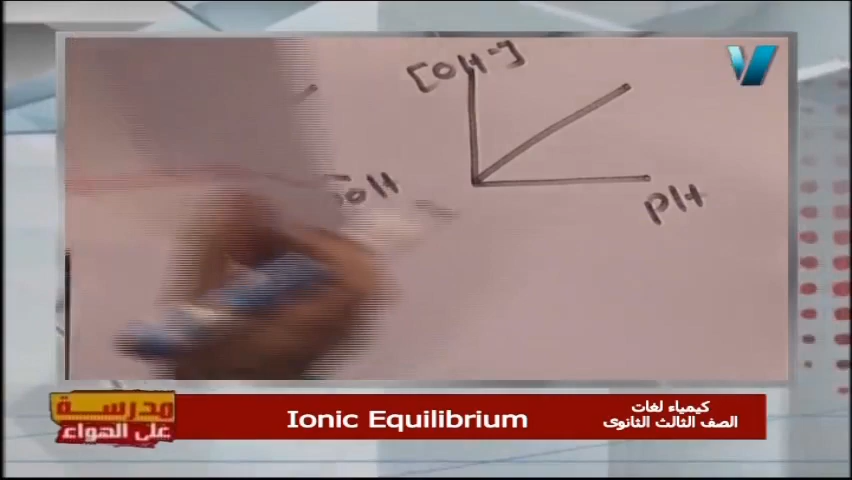 [OH⁻]
pH
مدرسة
على الهواء
Ionic Equilibrium
كيمياء لغات
الصف الثالث الثانوى